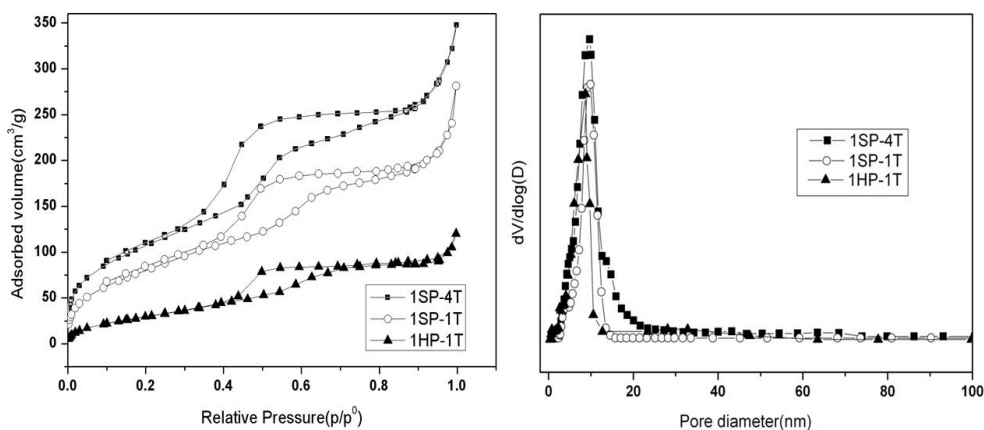 350
300
250
200
150
100
50
0
Adsorbed volume(cm³/g)
0.0 0.2 0.4 0.6 0.8 1.0
Relative Pressure(p/p⁰)
1SP-4T
1SP-1T
1HP-1T
dV/dlog(D)
0 20 40 60 80 100
Pore diameter(nm)
1SP-4T
1SP-1T
1HP-1T